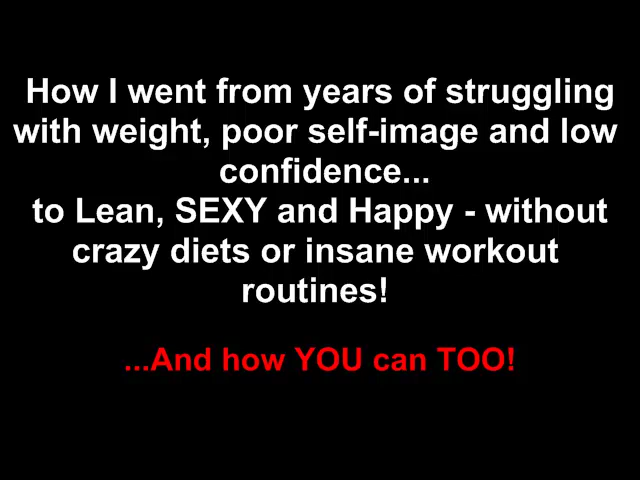 How I went from years of struggling
with weight, poor self-image and low
confidence...
to Lean, SEXY and Happy - without
crazy diets or insane workout
routines!
...And how YOU can TOO!